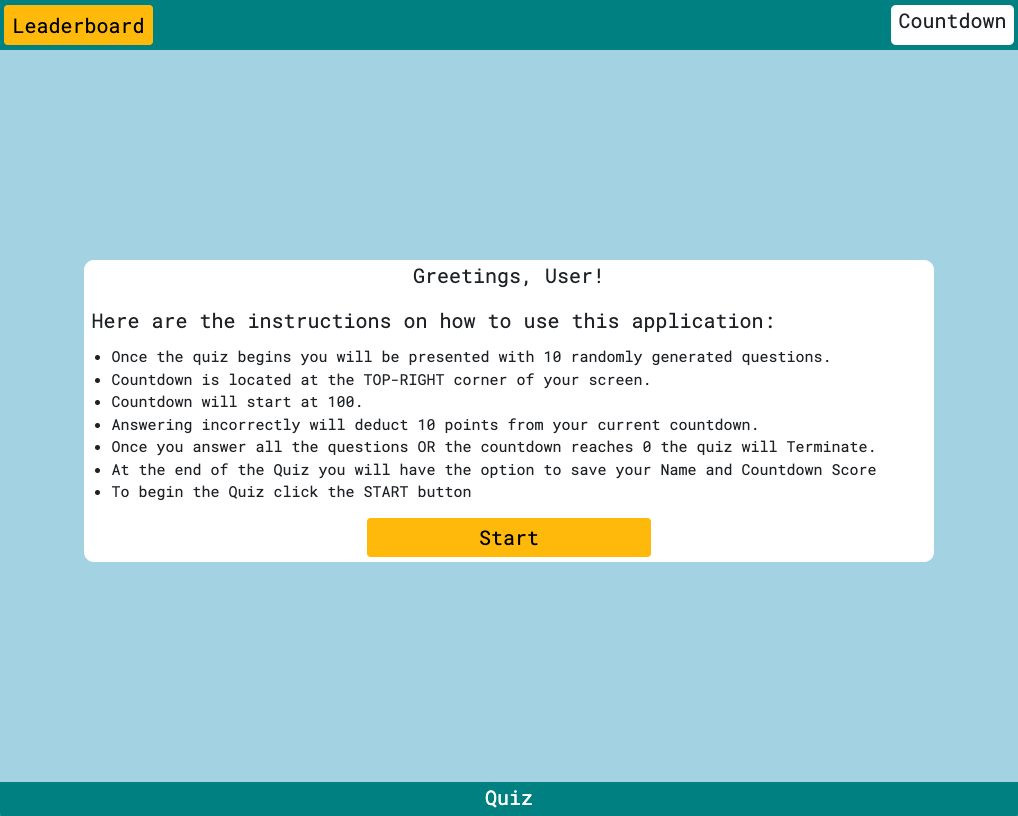 Leaderboard
Countdown
Greetings, User!
Here are the instructions on how to use this application:
• Once the quiz begins you will be presented with 10 randomly generated questions.
• Countdown is located at the TOP-RIGHT corner of your screen.
• Countdown will start at 100.
• Answering incorrectly will deduct 10 points from your current countdown.
• Once you answer all the questions OR the countdown reaches 0 the quiz will Terminate.
• At the end of the Quiz you will have the option to save your Name and Countdown Score
• To begin the Quiz click the START button
Start
Quiz